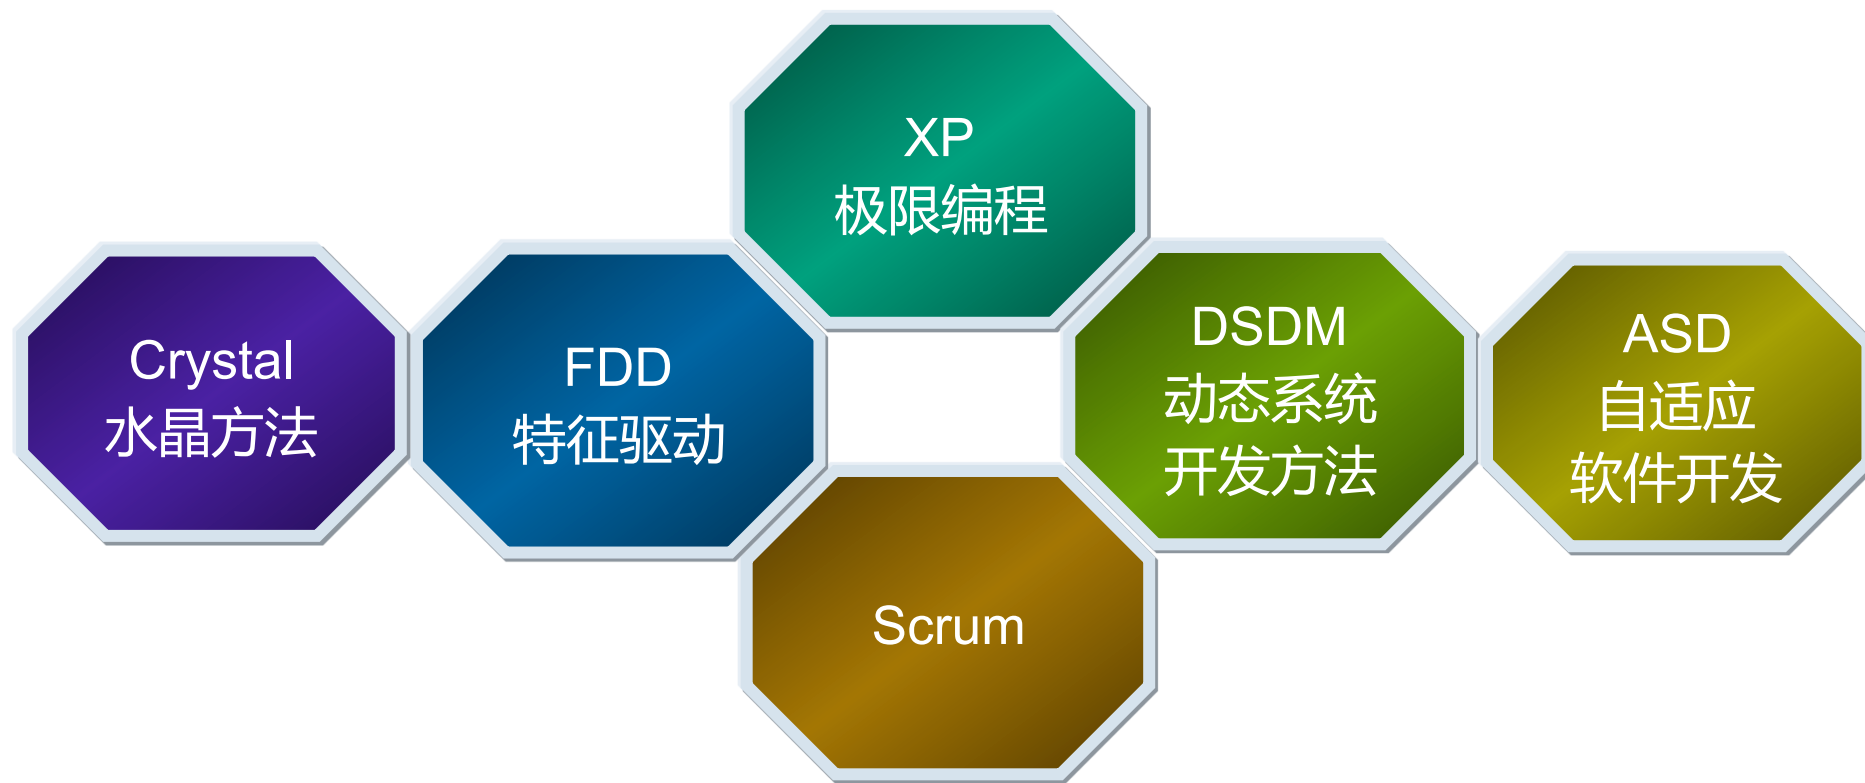 XP
极限编程
Crystal
水晶方法
FDD
特征驱动
DSDM
动态系统
开发方法
ASD
自适应
软件开发
Scrum